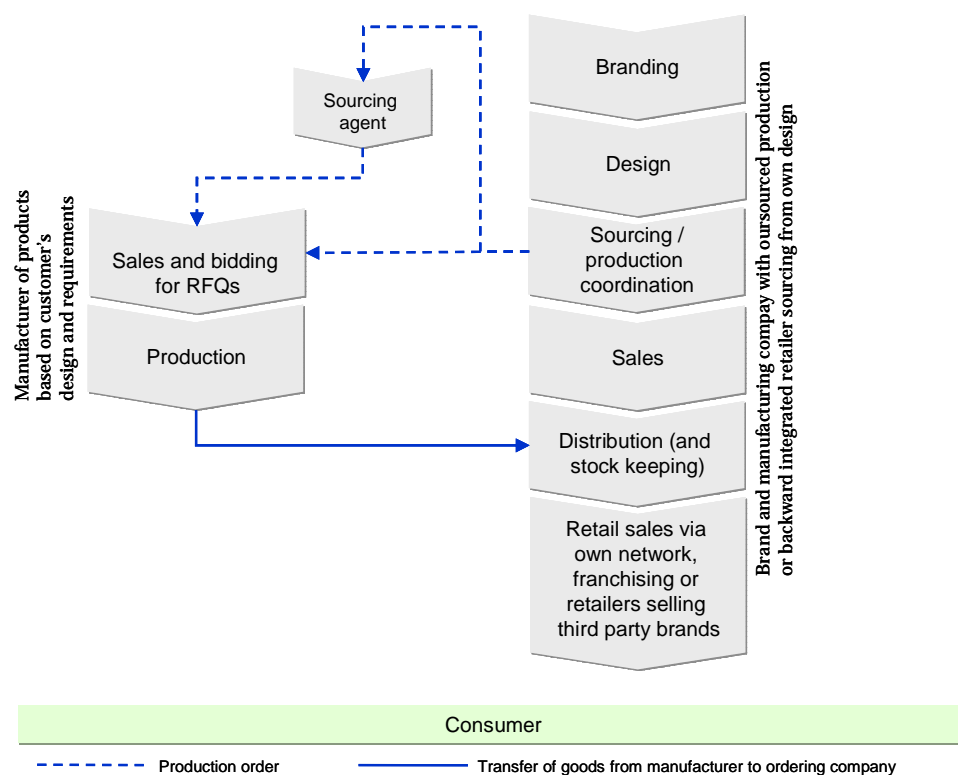 Branding
Sourcing
agent
Design
Manufacturer of products
based on customer's
design and requirements
Sales and bidding
for RFQs
Sourcing /
production
coordination
Production
Sales
Distribution (and
stock keeping)
Retail sales via
own network,
franchising or
retailers selling
third party brands
Brand and manufacturing compay with oursourced production
or backward integrated retailer sourcing from own design
Consumer
Production order
Transfer of goods from manufacturer to ordering company